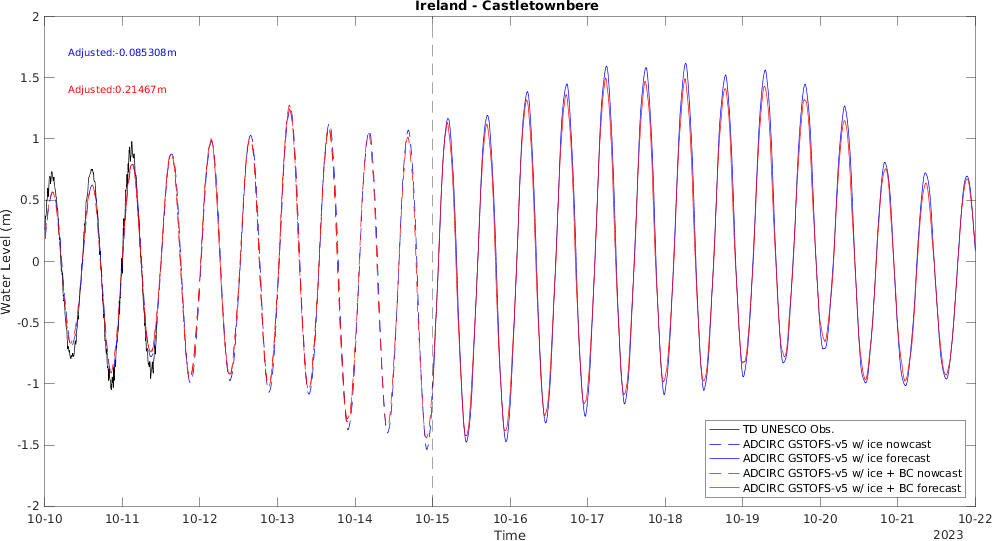 Ireland - Castletownbere
Adjusted:-0.085308m
Adjusted:0.21467m
Water Level (m)
2
1.5
1
0.5
0
-0.5
-1
-1.5
-2
TD UNESCO Obs.
ADCIRC GSTOFS-v5 w/ ice nowcast
ADCIRC GSTOFS-v5 w/ ice forecast
ADCIRC GSTOFS-v5 w/ ice + BC nowcast
ADCIRC GSTOFS-v5 w/ ice + BC forecast
10-10 10-11 10-12 10-13 10-14 10-15 10-16 10-17 10-18 10-19 10-20 10-21 10-22
Time
2023